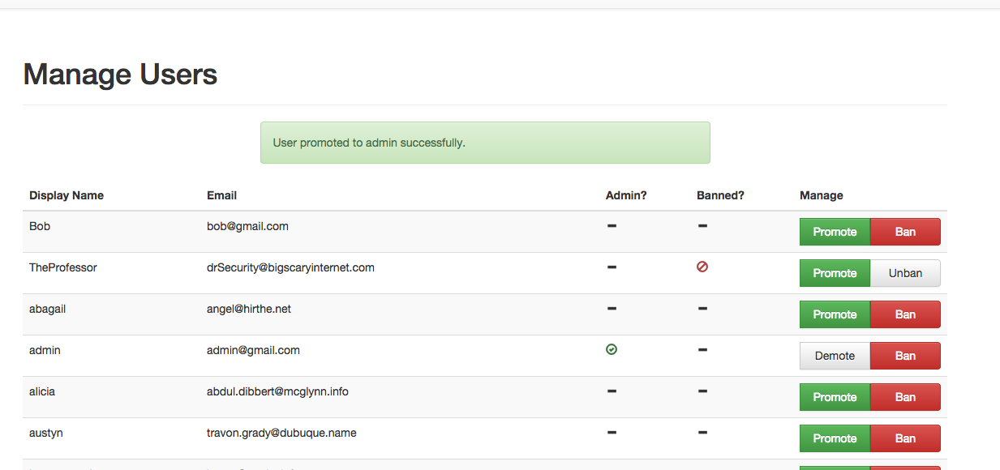 Manage Users
User promoted to admin successfully.
Display Name Email Admin? Banned? Manage
Bob bob@gmail.com Promote Ban
TheProfessor drSecurity@bigscaryinternet.com Promote Unban
abagail angel@hirthe.net Promote Ban
admin admin@gmail.com Demote Ban
alicia abdul.dibbert@mcglynn.info Promote Ban
austyn travon.grady@dubuque.name Promote Ban